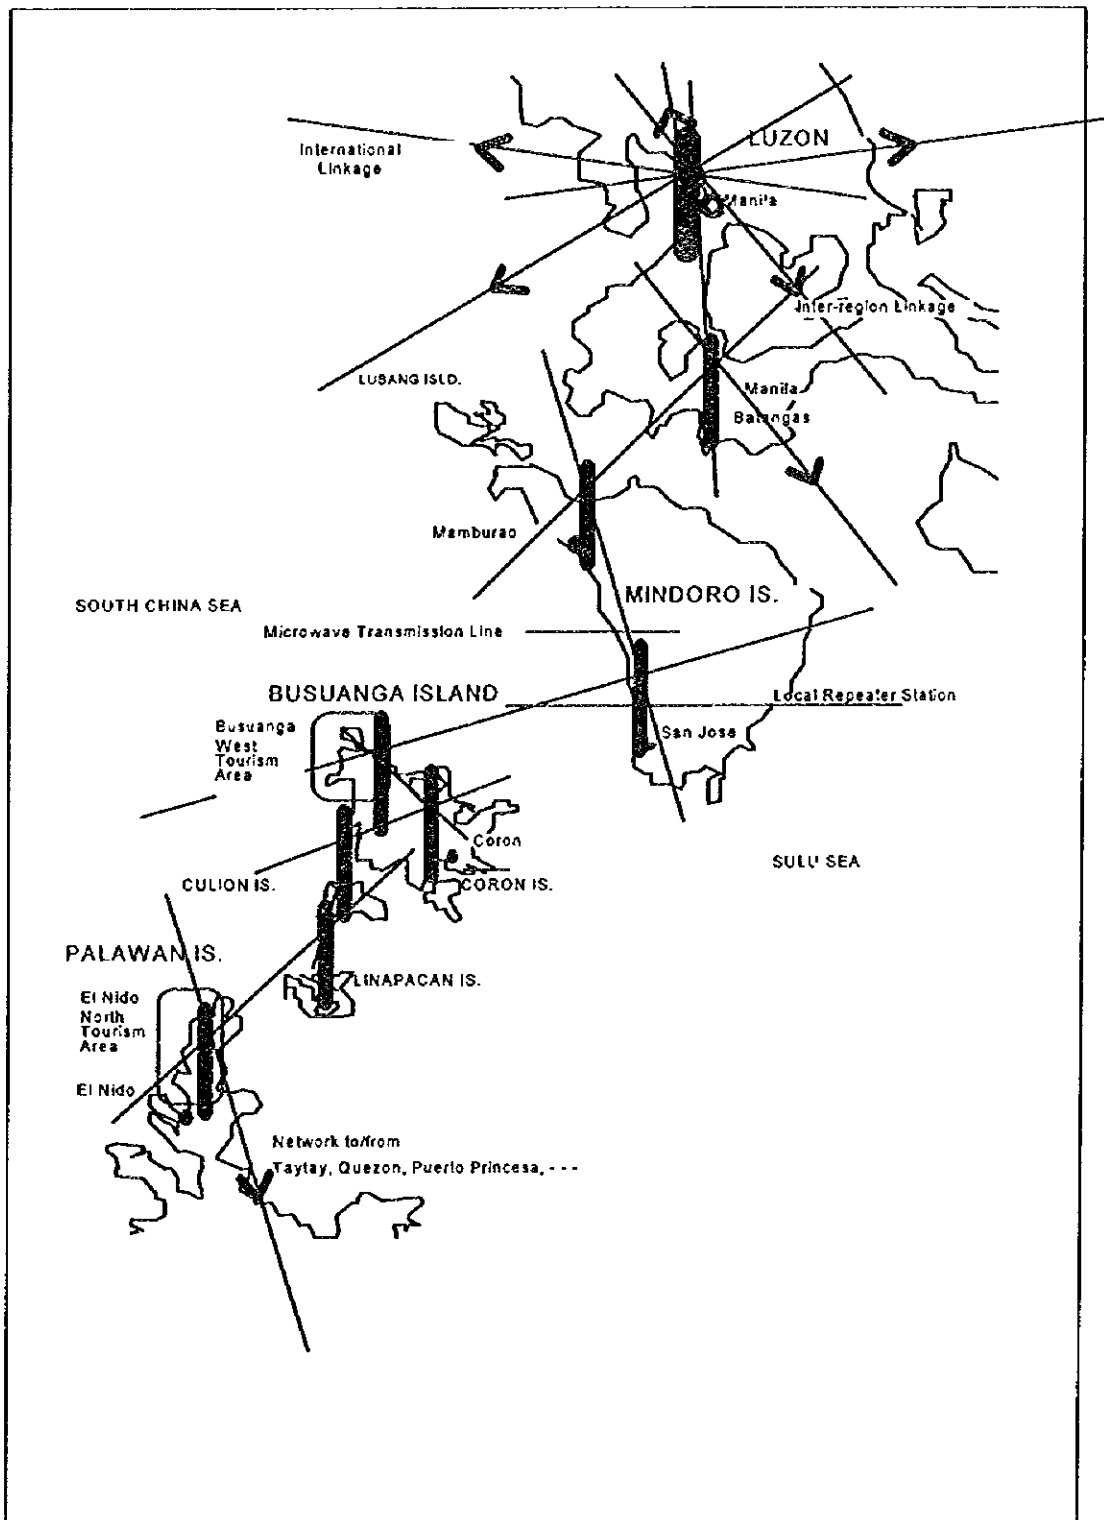 LUZON
International
Linkage
Manila
Inter-region Linkage
LUBANG ISLD.
Manila
Batangas
Mamburao
MINDORO IS.
SOUTH CHINA SEA
Microwave Transmission Line
BUSUANGA ISLAND
Local Repeater Station
Busuanga
West
Tourism
Area
San Jose
Coron
SULU SEA
CULION IS.
CORON IS.
PALAWAN IS.
LINAPACAN IS.
El Nido
North
Tourism
Area
El Nido
Network to/from
Taytay, Quezon, Puerto Princesa, - - -